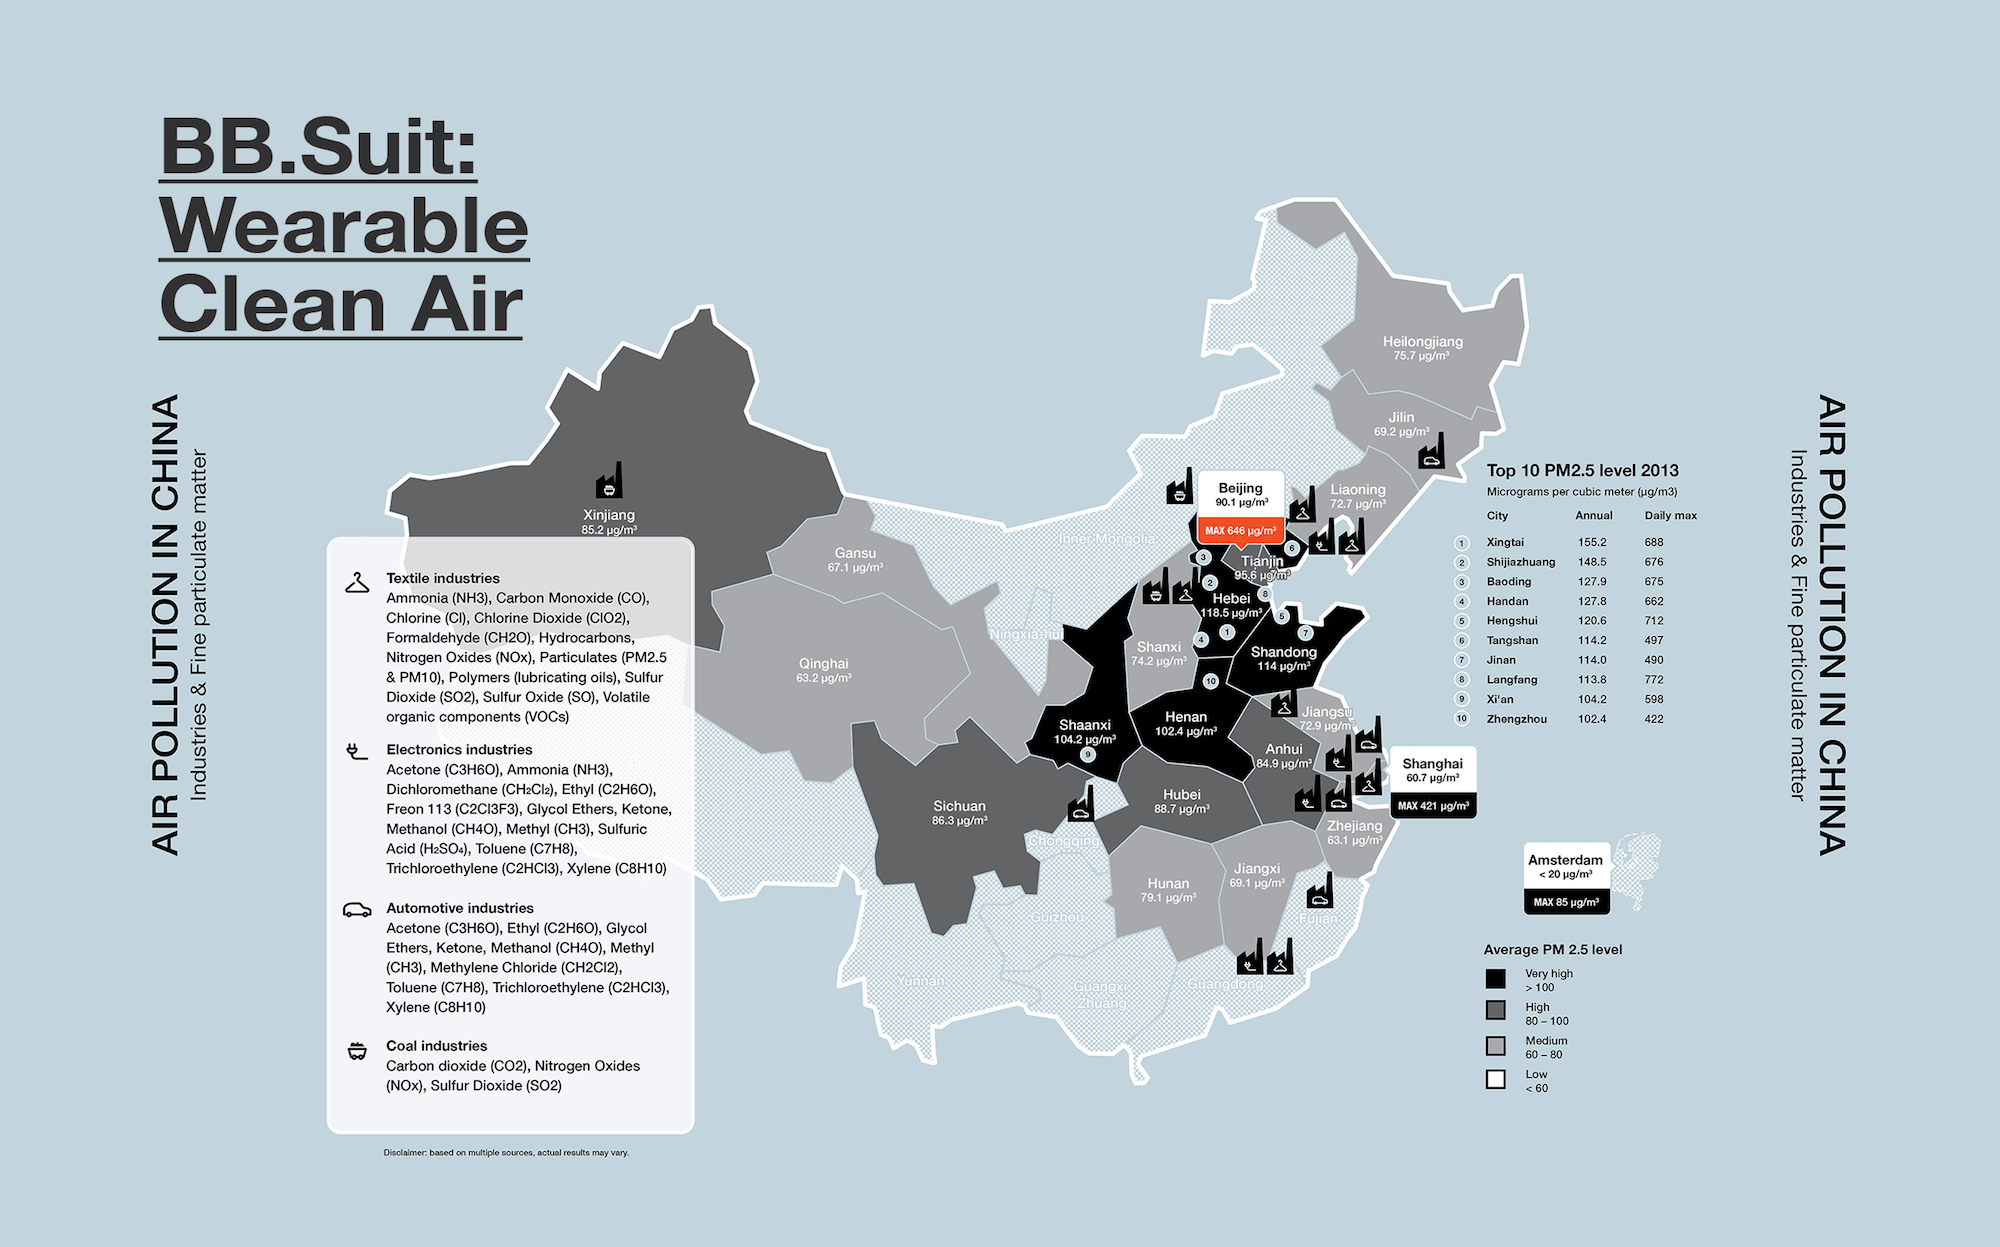 BB.Suit:
Wearable
Clean Air
AIR POLLUTION IN CHINA
Industries & Fine particulate matter
Textile industries
Ammonia (NH3), Carbon Monoxide (CO),
Chlorine (Cl), Chlorine Dioxide (ClO2),
Formaldehyde (CH2O), Hydrocarbons,
Nitrogen Oxides (NOx), Particulates (PM2.5
& PM10), Polymers (lubricating oils), Sulfur
Dioxide (SO2), Sulfur Oxide (SO), Volatile
organic components (VOCs)
Electronics industries
Acetone (C3H6O), Ammonia (NH3),
Dichloromethane (CH₂Cl₂), Ethyl (C2H6O),
Freon 113 (C2Cl3F3), Glycol Ethers, Ketone,
Methanol (CH4O), Methyl (CH3), Sulfuric
Acid (H₂SO₄), Toluene (C7H8),
Trichloroethylene (C2HCl3), Xylene (C8H10)
Automotive industries
Acetone (C3H6O), Ethyl (C2H6O), Glycol
Ethers, Ketone, Methanol (CH4O), Methyl
(CH3), Methylene Chloride (CH2Cl2),
Toluene (C7H8), Trichloroethylene (C2HCl3),
Xylene (C8H10)
Coal industries
Carbon dioxide (CO2), Nitrogen Oxides
(NOx), Sulfur Dioxide (SO2)
Disclaimer: based on multiple sources, actual results may vary.
Xinjiang
85.2 µg/m³
Gansu
67.1 µg/m³
Qinghai
63.2 µg/m³
Inner Mongolia
Ningxia-hui
Heilongjiang
75.7 µg/m³
Jilin
69.2 µg/m³
Liaoning
72.7 µg/m³
Beijing
90.1 µg/m³
MAX 646 µg/m³
Tianjin
95.6 µg/m³
Hebei
118.5 µg/m³
Shanxi
74.2 µg/m³
Shandong
114 µg/m³
Shaanxi
104.2 µg/m³
Henan
102.4 µg/m³
Jiangsu
72.9 µg/m³
Anhui
84.9 µg/m³
Shanghai
60.7 µg/m³
MAX 421 µg/m³
Sichuan
86.3 µg/m³
Hubei
88.7 µg/m³
Zhejiang
63.1 µg/m³
Chongqing
Hunan
79.1 µg/m³
Jiangxi
69.1 µg/m³
Guizhou
Fujian
Yunnan
Guangxi
Zhuang
Guangdong
3
6
2
8
5
4
1
7
10
9
Top 10 PM2.5 level 2013
Micrograms per cubic meter (µg/m3)
City Annual Daily max
1 Xingtai 155.2 688
2 Shijiazhuang 148.5 676
3 Baoding 127.9 675
4 Handan 127.8 662
5 Hengshui 120.6 712
6 Tangshan 114.2 497
7 Jinan 114.0 490
8 Langfang 113.8 772
9 Xi'an 104.2 598
10 Zhengzhou 102.4 422
Amsterdam
< 20 µg/m³
MAX 85 µg/m³
Average PM 2.5 level
Very high
> 100
High
80 – 100
Medium
60 – 80
Low
< 60
AIR POLLUTION IN CHINA
Industries & Fine particulate matter